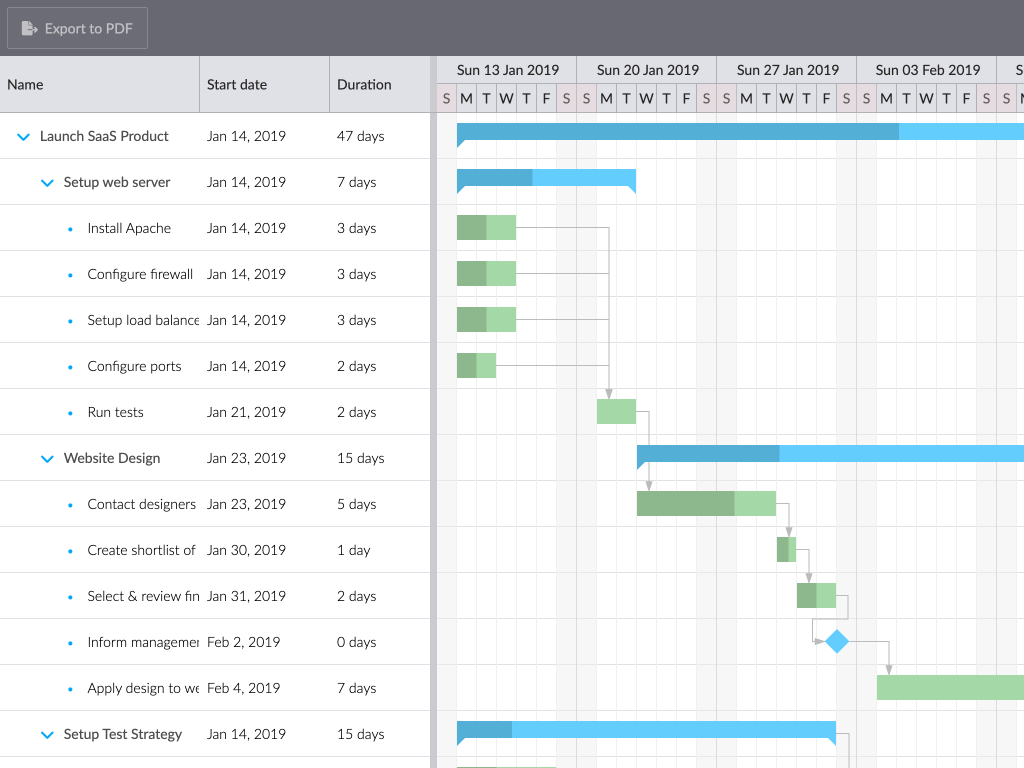 Export to PDF
Name Start date Duration
Sun 13 Jan 2019 Sun 20 Jan 2019 Sun 27 Jan 2019 Sun 03 Feb 2019 S
S M T W T F S S M T W T F S S M T W T F S S M T W T F S S
Launch SaaS Product Jan 14, 2019 47 days
Setup web server Jan 14, 2019 7 days
Install Apache Jan 14, 2019 3 days
Configure firewall Jan 14, 2019 3 days
Setup load balance Jan 14, 2019 3 days
Configure ports Jan 14, 2019 2 days
Run tests Jan 21, 2019 2 days
Website Design Jan 23, 2019 15 days
Contact designers Jan 23, 2019 5 days
Create shortlist of Jan 30, 2019 1 day
Select & review fin Jan 31, 2019 2 days
Inform managemen Feb 2, 2019 0 days
Apply design to we Feb 4, 2019 7 days
Setup Test Strategy Jan 14, 2019 15 days